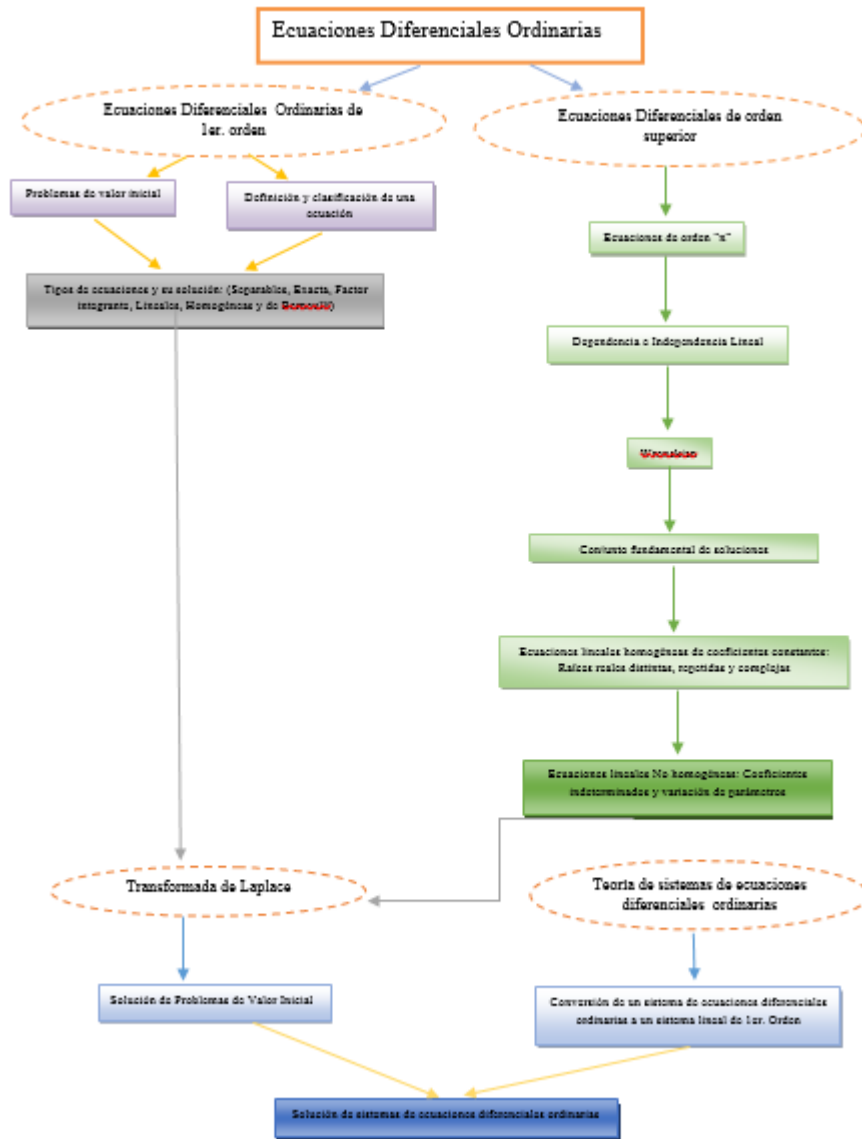 Ecuaciones Diferenciales Ordinarias
Ecuaciones Diferenciales Ordinarias de
1er. orden
Ecuaciones Diferenciales de orden
superior
Problemas de valor inicial
Definición y clasificación de una
ecuación
Ecuaciones de orden "n"
Tipos de ecuaciones y su solución: (Separables, Exacta, Factor
integrante, Lineales, Homogéneas y de Bernoulli)
Dependencia e Independencia Lineal
Wronskian
Conjunto fundamental de soluciones
Ecuaciones lineales homogéneas de coeficientes constantes:
Raíces reales distintas, repetidas y complejas
Ecuaciones lineales No homogéneas: Coeficientes
indeterminados y variación de parámetros
Transformada de Laplace
Teoría de sistemas de ecuaciones
diferenciales ordinarias
Solución de Problemas de Valor Inicial
Conversión de un sistema de ecuaciones diferenciales
ordinarias a un sistema lineal de 1er. Orden
Solución de sistemas de ecuaciones diferenciales ordinarias